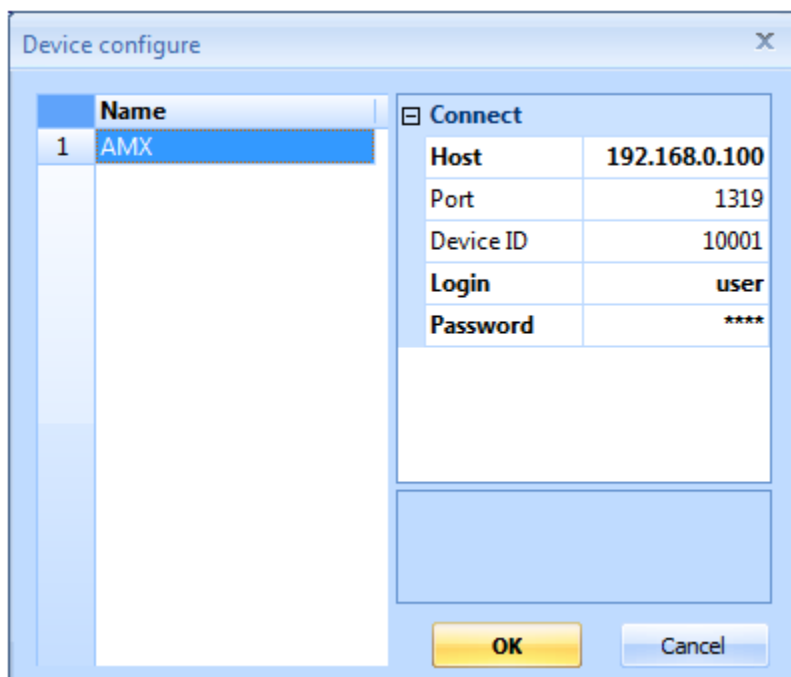 Device configure
Name
1 AMX
Connect
Host 192.168.0.100
Port 1319
Device ID 10001
Login user
Password ****
OK Cancel